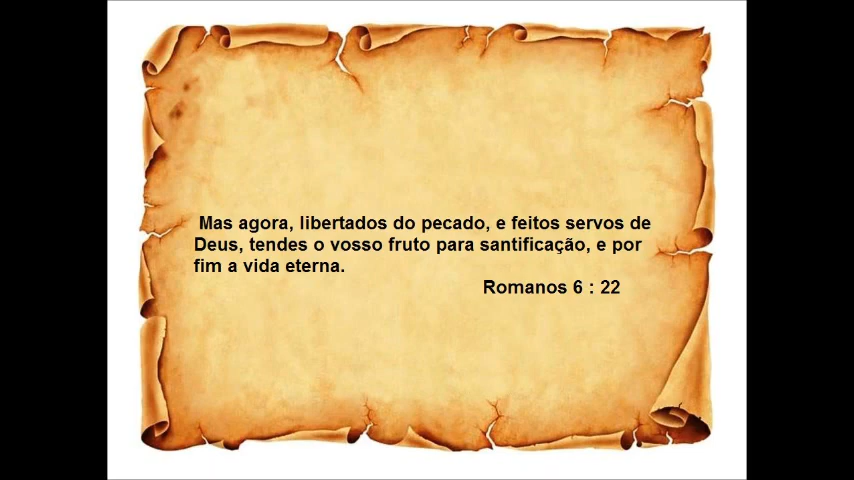 Mas agora, libertados do pecado, e feitos servos de
Deus, tendes o vosso fruto para santificação, e por
fim a vida eterna.
Romanos 6 : 22